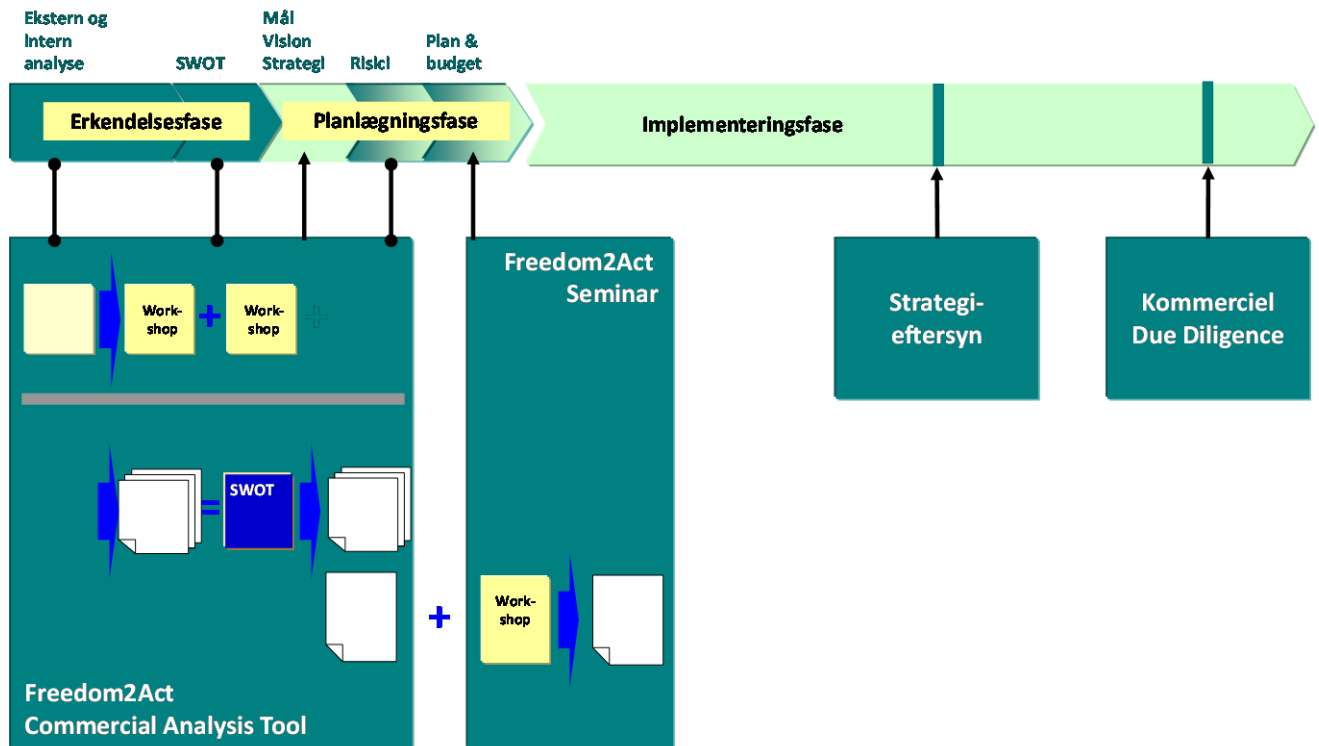 Ekstern og
intern
analyse
SWOT
Mål
Vision
Strategi
Risici
Plan &
budget
Erkendelsesfase
Planlægningsfase
Implementeringsfase
Work-
shop
+
Work-
shop
+
=
SWOT
Freedom2Act
Commercial Analysis Tool
+
Freedom2Act
Seminar
Work-
shop
Strategi-
eftersyn
Kommerciel
Due Diligence